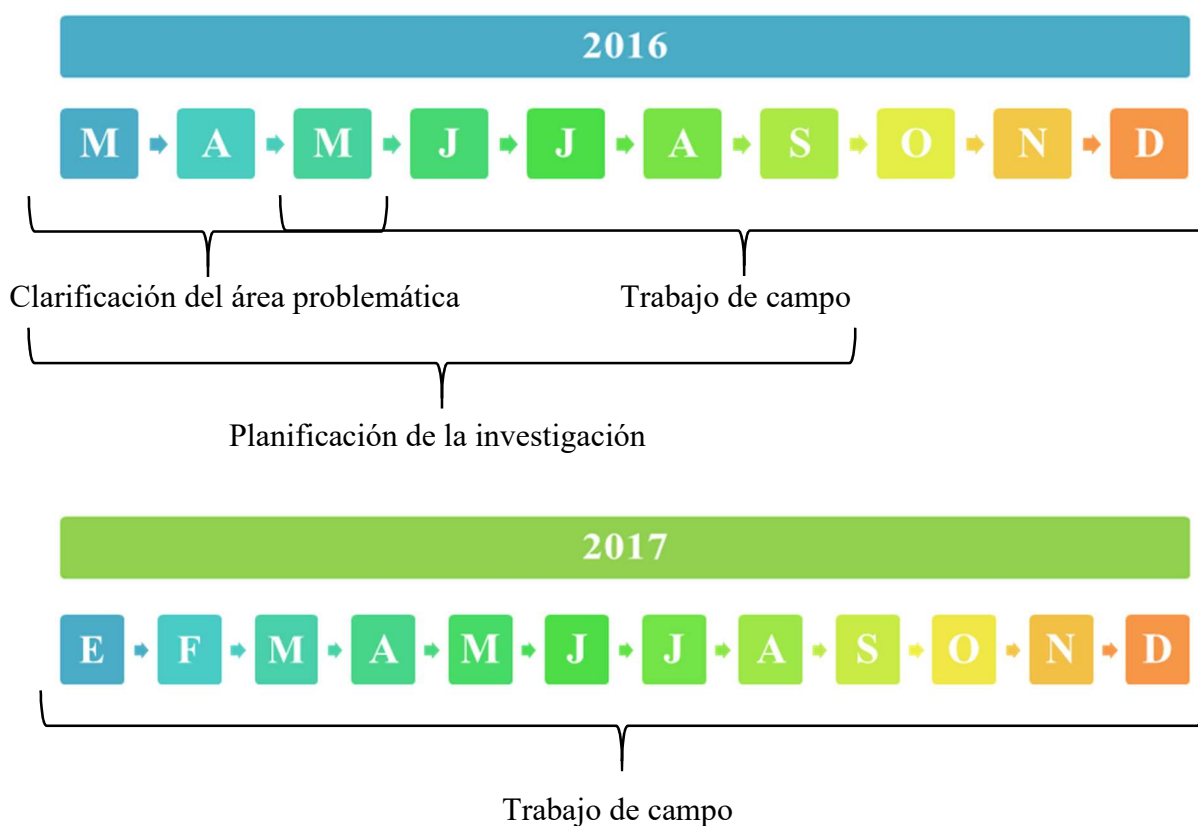 2016
M A M J J A S O N D
Clarificación del área problemática Trabajo de campo
Planificación de la investigación
2017
E F M A M J J A S O N D
Trabajo de campo